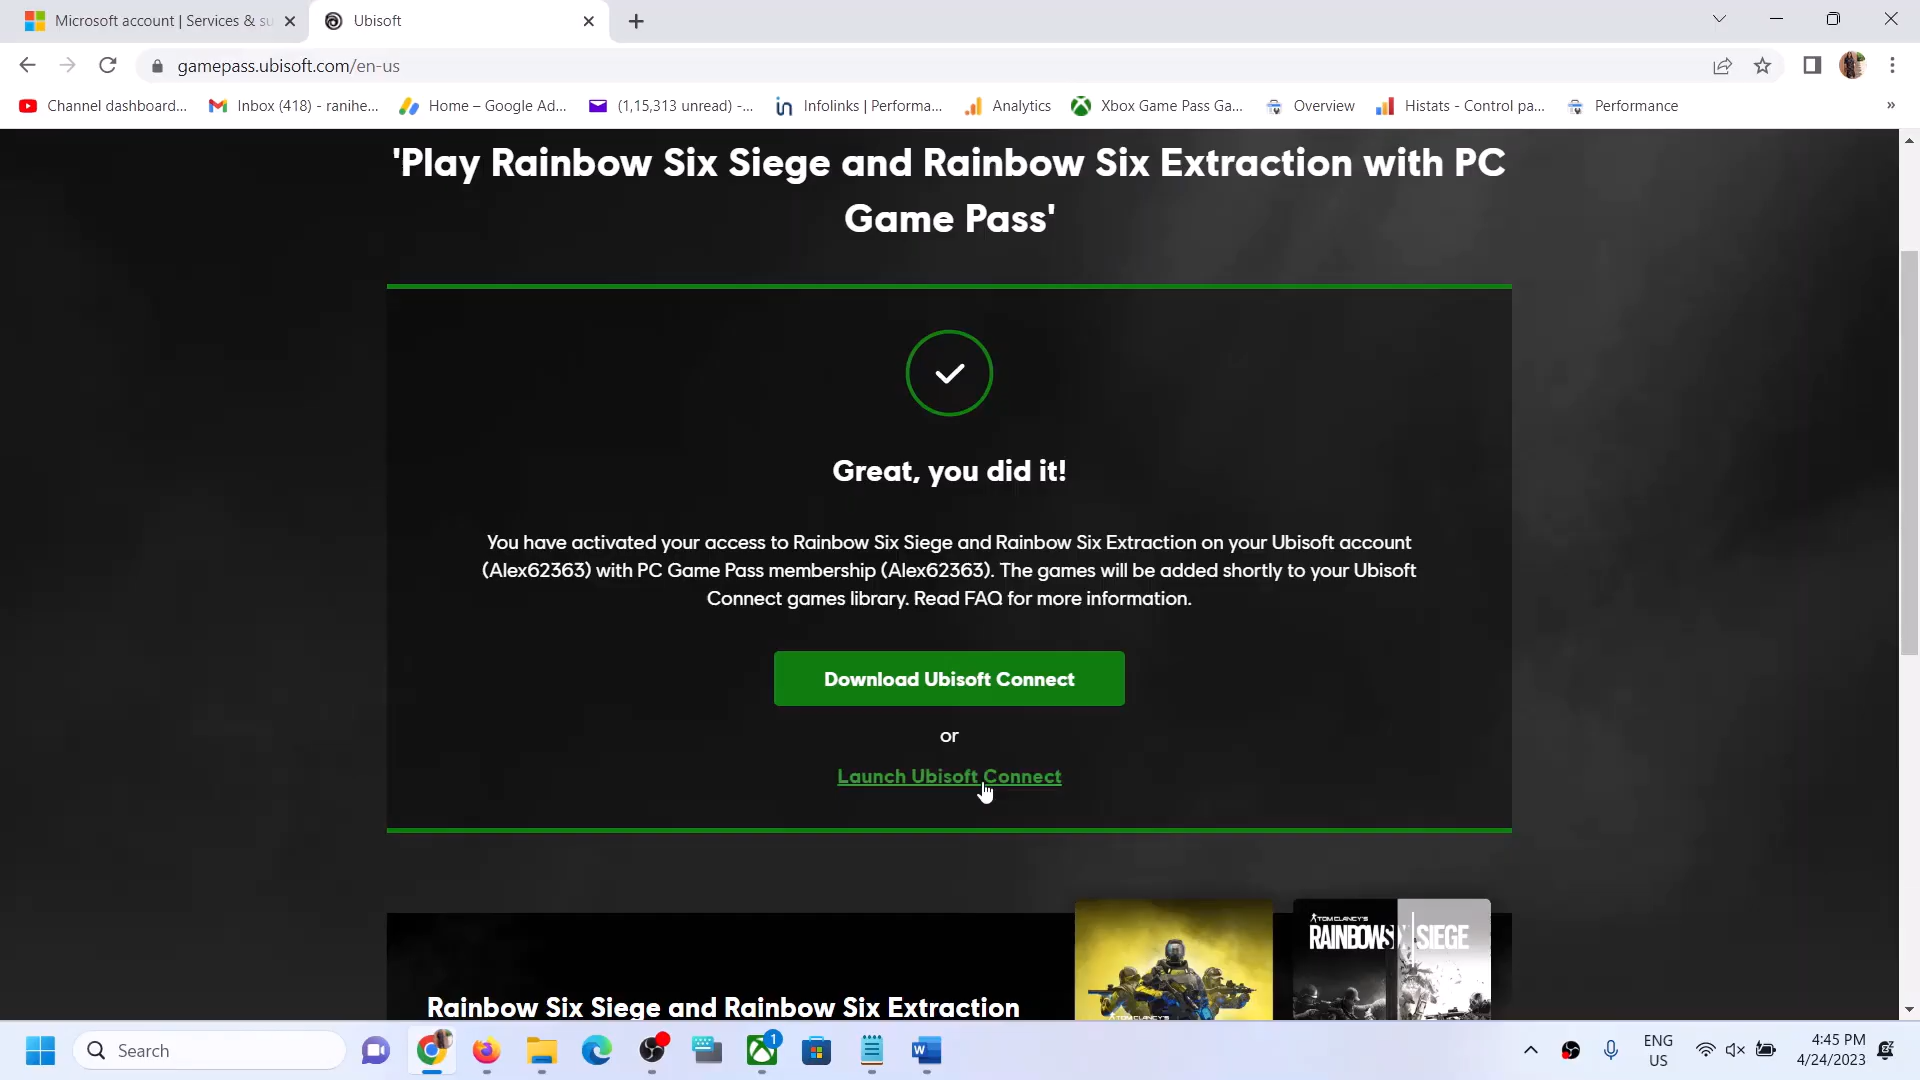 Microsoft account | Services & su
Ubisoft
gamepass.ubisoft.com/en-us
Channel dashboard...
Inbox (418) - ranihe...
Home – Google Ad...
(1,15,313 unread) -...
Infolinks | Performa...
Analytics
Xbox Game Pass Ga...
Overview
Histats - Control pa...
Performance
»
'Play Rainbow Six Siege and Rainbow Six Extraction with PC
Game Pass'
Great, you did it!
You have activated your access to Rainbow Six Siege and Rainbow Six Extraction on your Ubisoft account
(Alex62363) with PC Game Pass membership (Alex62363). The games will be added shortly to your Ubisoft
Connect games library. Read FAQ for more information.
Download Ubisoft Connect
or
Launch Ubisoft Connect
Rainbow Six Siege and Rainbow Six Extraction
TOM CLANCY'S
TOM CLANCY'S
RAINBOW SIX SIEGE
Search
1
ENG
US
4:45 PM
4/24/2023